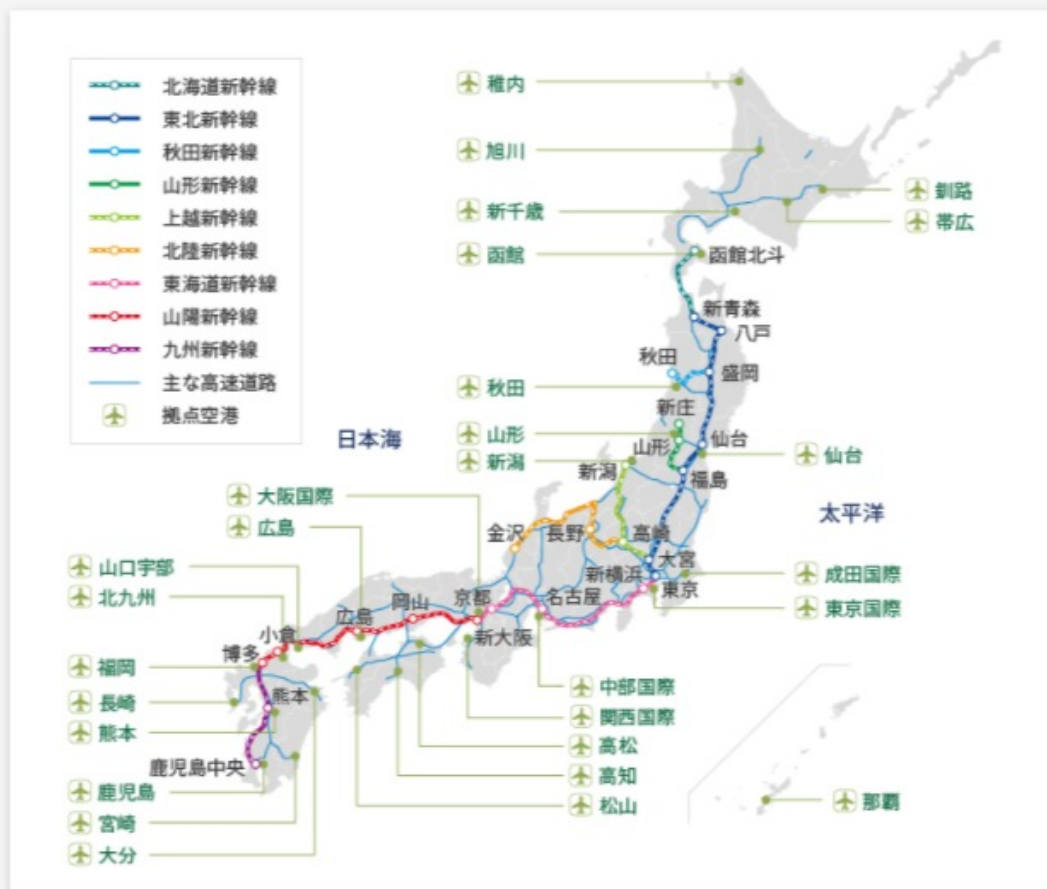 北海道新幹線
東北新幹線
秋田新幹線
山形新幹線
上越新幹線
北陸新幹線
東海道新幹線
山陽新幹線
九州新幹線
主な高速道路
拠点空港
稚内
旭川
新千歳
函館
釧路
帯広
函館北斗
新青森
八戸
秋田
盛岡
秋田
新庄
山形
山形
仙台
仙台
新潟
新潟
福島
日本海
太平洋
大阪国際
広島
金沢
長野
高崎
大宮
新横浜
東京
成田国際
東京国際
山口宇部
北九州
京都
名古屋
岡山
広島
新大阪
小倉
博多
福岡
長崎
熊本
熊本
鹿児島中央
鹿児島
宮崎
大分
中部国際
関西国際
高松
高知
松山
那覇